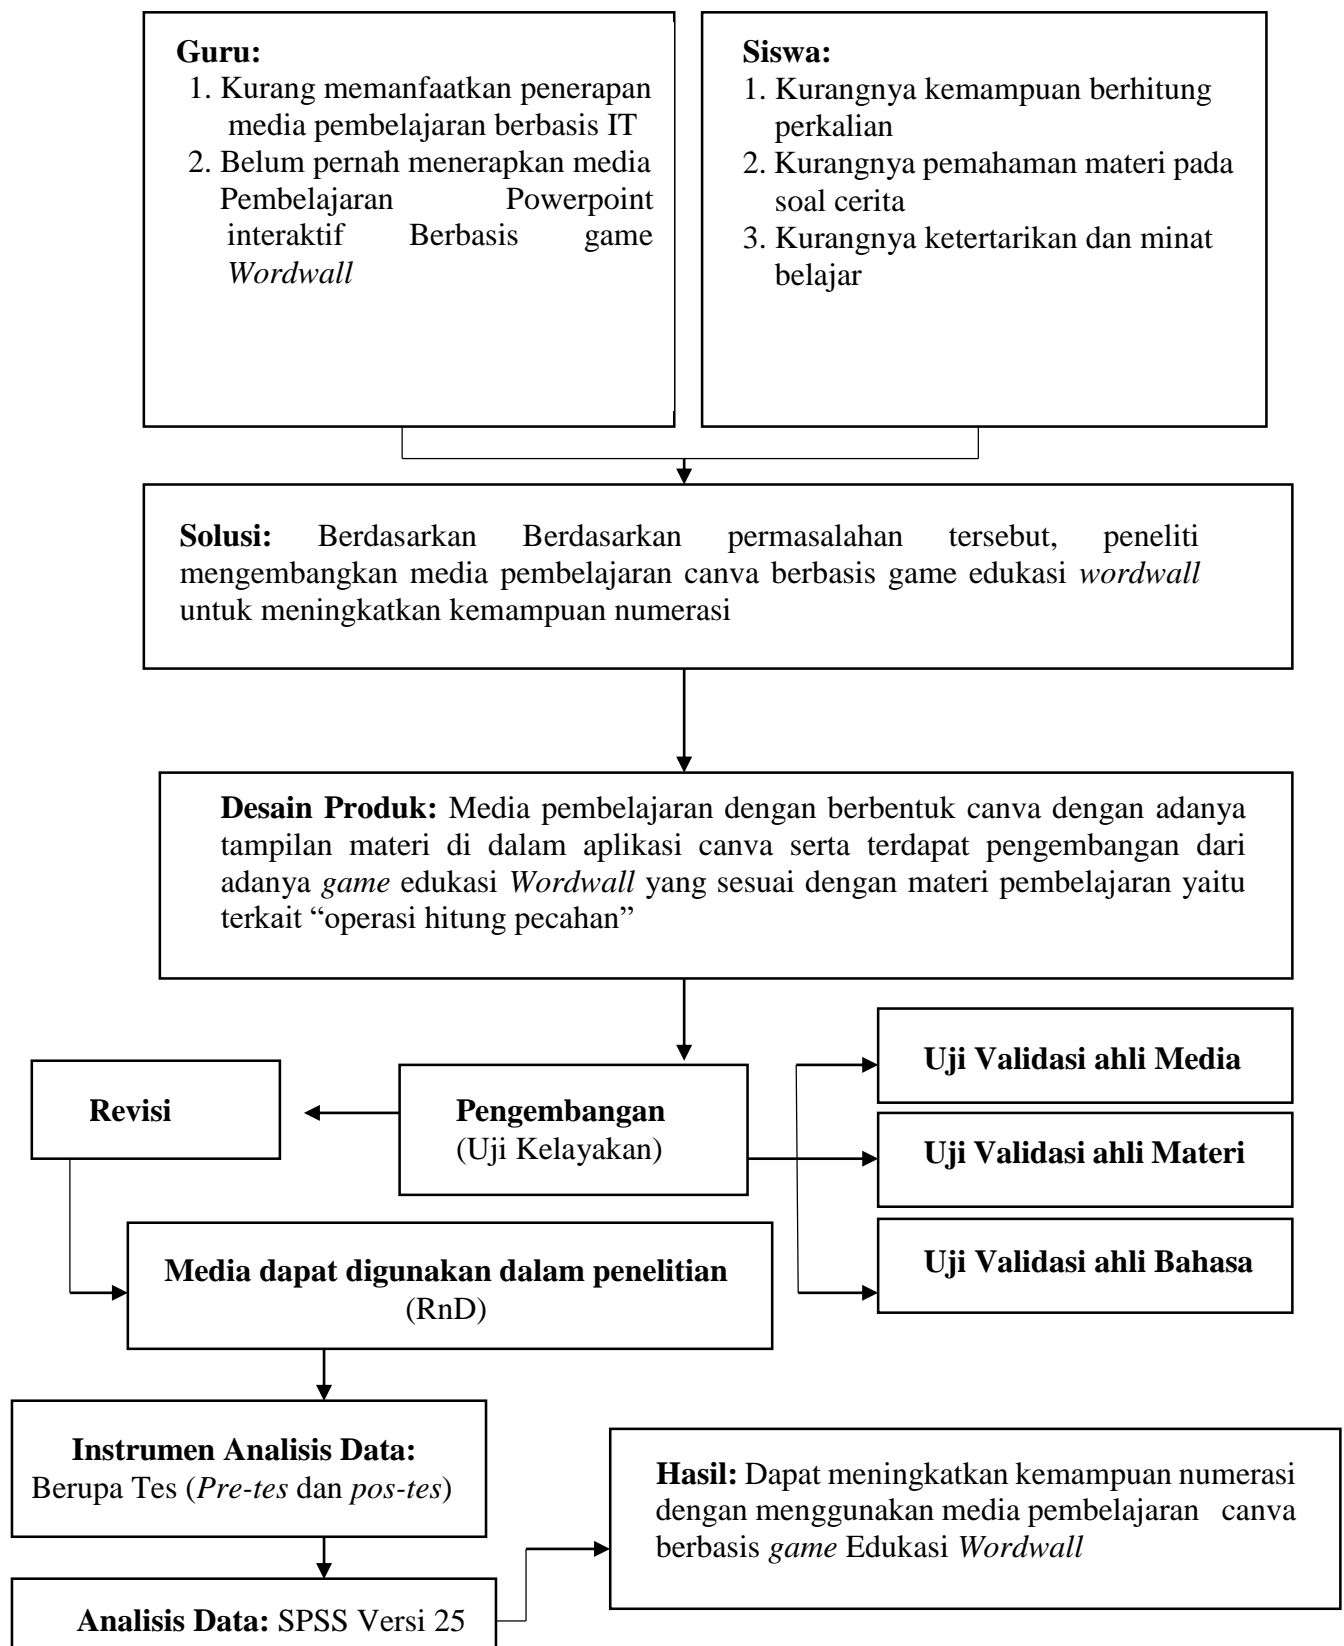 Guru:
1. Kurang memanfaatkan penerapan
media pembelajaran berbasis IT
2. Belum pernah menerapkan media
Pembelajaran Powerpoint
interaktif Berbasis game
Wordwall
Siswa:
1. Kurangnya kemampuan berhitung
perkalian
2. Kurangnya pemahaman materi pada
soal cerita
3. Kurangnya ketertarikan dan minat
belajar
Solusi: Berdasarkan Berdasarkan permasalahan tersebut, peneliti
mengembangkan media pembelajaran canva berbasis game edukasi wordwall
untuk meningkatkan kemampuan numerasi
Desain Produk: Media pembelajaran dengan berbentuk canva dengan adanya
tampilan materi di dalam aplikasi canva serta terdapat pengembangan dari
adanya game edukasi Wordwall yang sesuai dengan materi pembelajaran yaitu
terkait “operasi hitung pecahan”
Revisi
Pengembangan
(Uji Kelayakan)
Uji Validasi ahli Media
Uji Validasi ahli Materi
Uji Validasi ahli Bahasa
Media dapat digunakan dalam penelitian
(RnD)
Instrumen Analisis Data:
Berupa Tes (Pre-tes dan pos-tes)
Hasil: Dapat meningkatkan kemampuan numerasi
dengan menggunakan media pembelajaran canva
berbasis game Edukasi Wordwall
Analisis Data: SPSS Versi 25